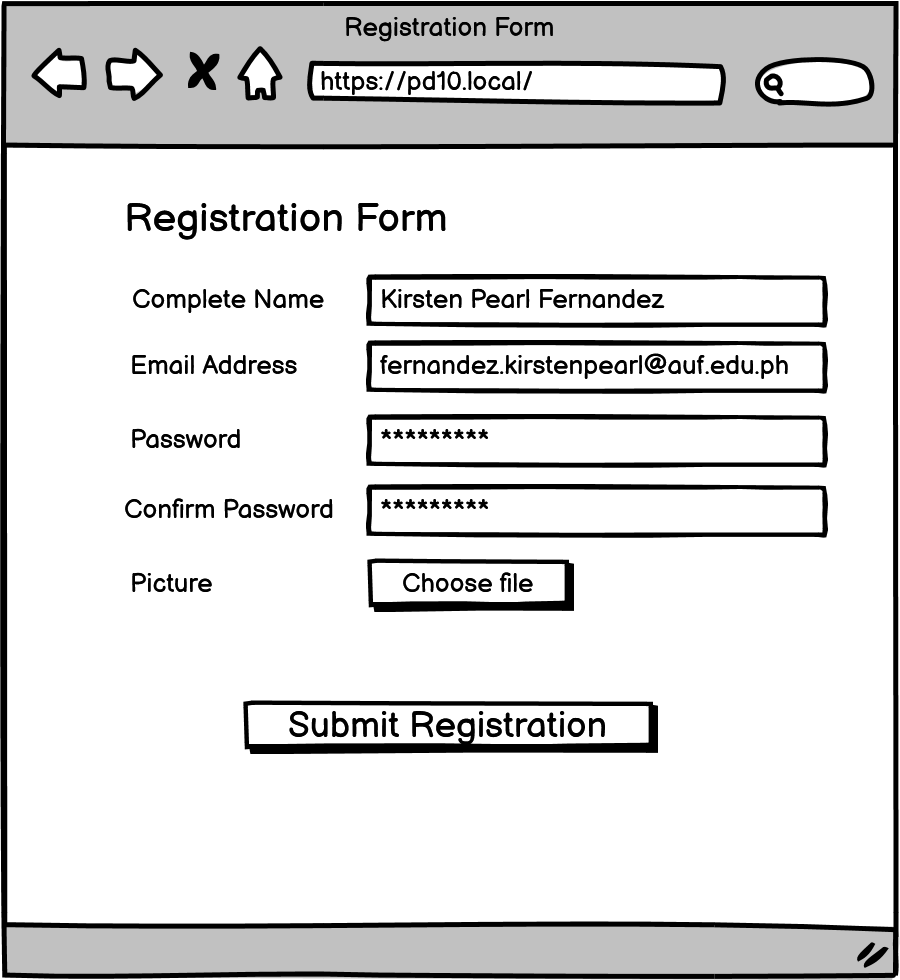 Registration Form
https://pd10.local/
Registration Form
Complete Name
Kirsten Pearl Fernandez
Email Address
fernandez.kirstenpearl@auf.edu.ph
Password
*********
Confirm Password
*********
Picture
Choose file
Submit Registration